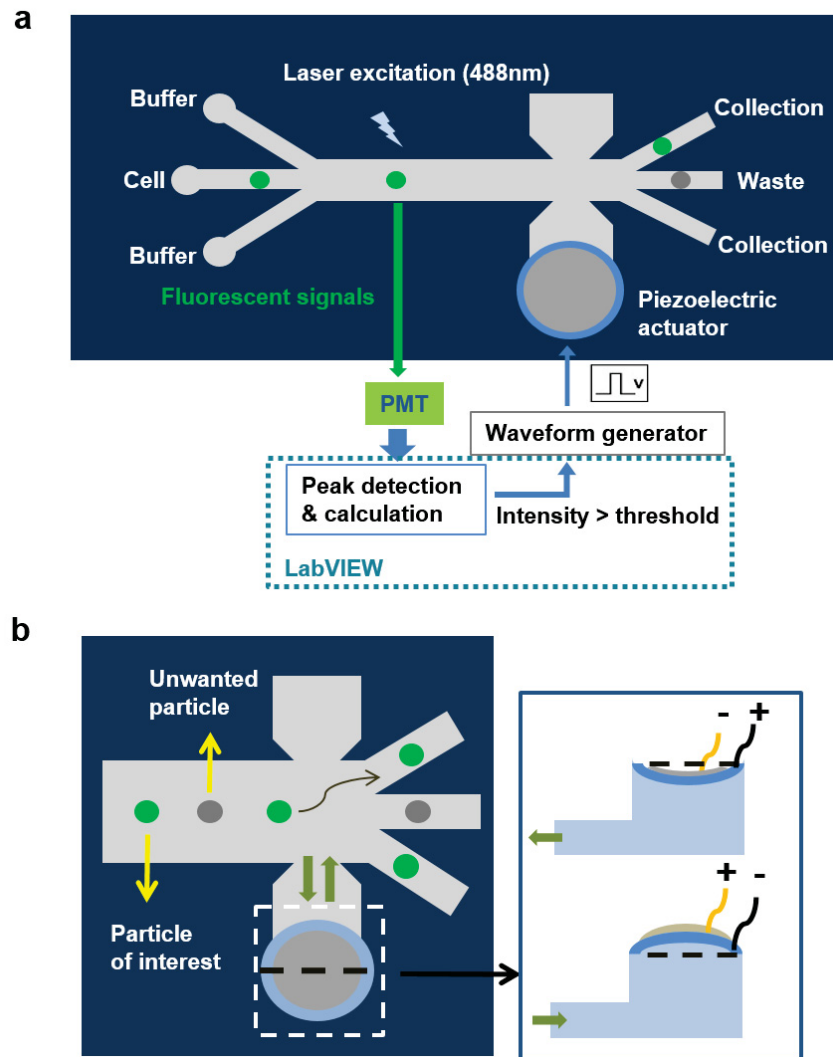 a
Laser excitation (488nm)
Buffer
Collection
Cell
Waste
Buffer
Collection
Fluorescent signals
Piezoelectric
actuator
V
PMT
Waveform generator
Peak detection
& calculation
Intensity > threshold
LabVIEW
b
Unwanted
particle
- +
+ -
Particle
of interest